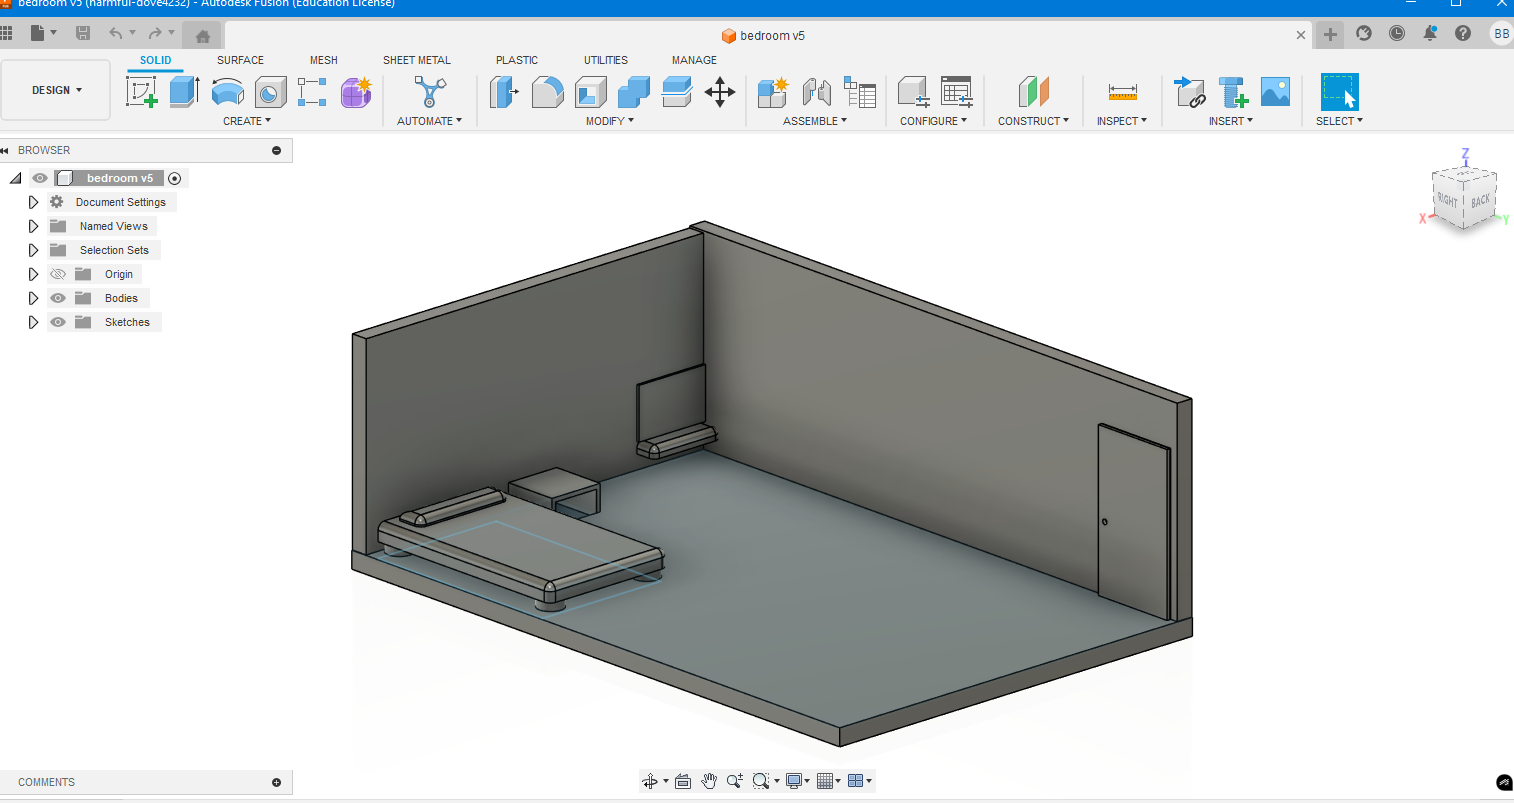 bedroom v5 (harmful-dove4232) - Autodesk Fusion (Education License)
bedroom v5
BB
SOLID SURFACE MESH SHEET METAL PLASTIC UTILITIES MANAGE
DESIGN
CREATE AUTOMATE MODIFY ASSEMBLE CONFIGURE CONSTRUCT INSPECT INSERT SELECT
BROWSER
bedroom v5
Document Settings
Named Views
Selection Sets
Origin
Bodies
Sketches
Z
RIGHT BACK
X Y
COMMENTS